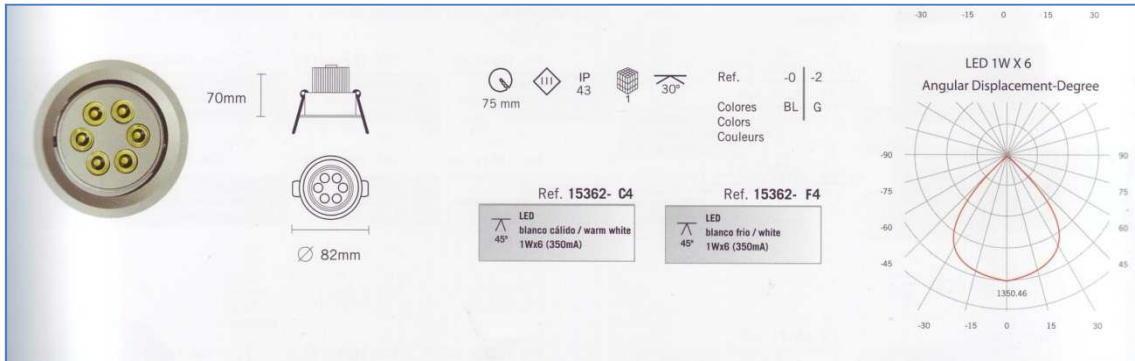 -30 -15 0 15 30
LED 1W X 6
Angular Displacement-Degree
70mm
75 mm
IP
43
1
30°
Ref. -0 -2
Colores BL G
Colors
Couleurs
Ref. 15362- C4
45°
LED
blanco cálido / warm white
1Wx6 (350mA)
Ref. 15362- F4
45°
LED
blanco frio / white
1Wx6 (350mA)
Ø 82mm
-90 90
-75 75
-60 60
-45 45
1350.46
-30 -15 0 15 30